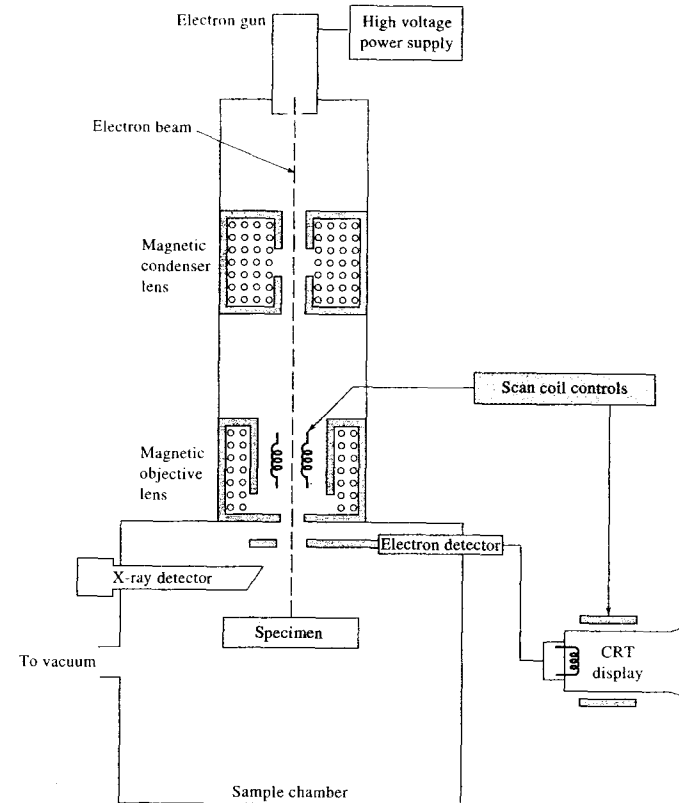 Electron gun
High voltage
power supply
Electron beam
Magnetic
condenser
lens
Scan coil controls
Magnetic
objective
lens
Electron detector
X-ray detector
Specimen
To vacuum
CRT
display
Sample chamber